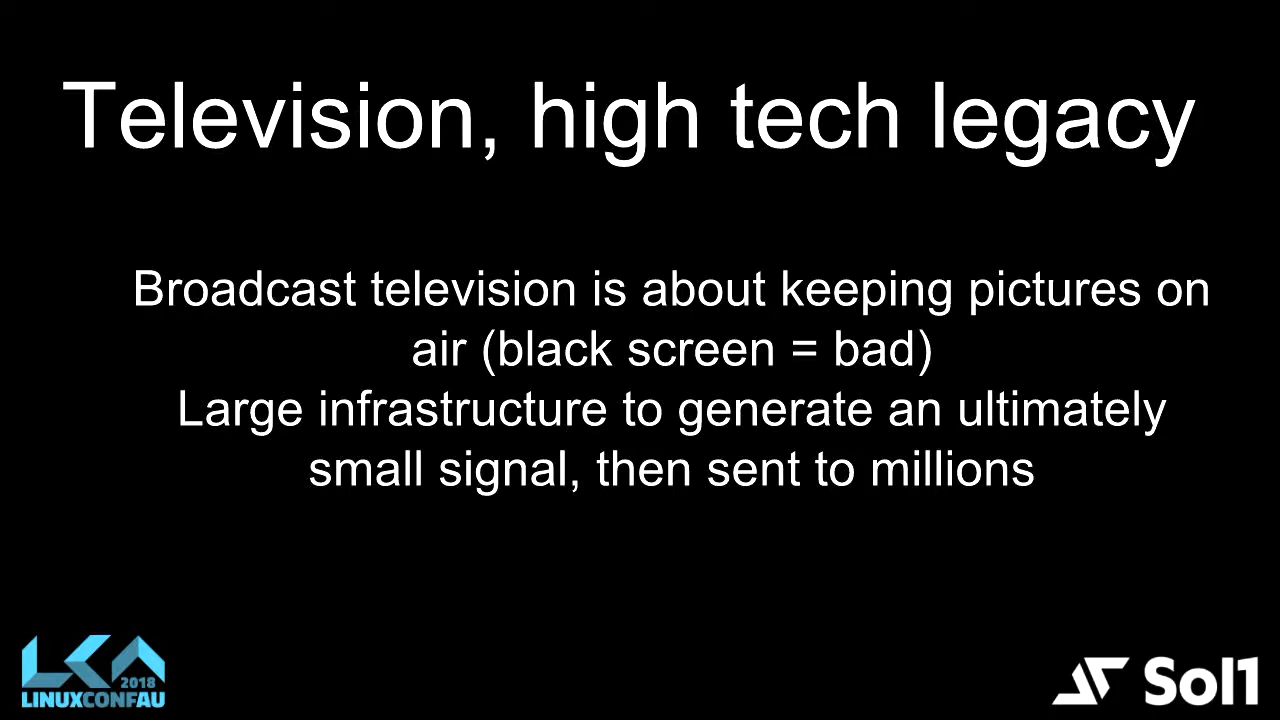 Television, high tech legacy
Broadcast television is about keeping pictures on
air (black screen = bad)
Large infrastructure to generate an ultimately
small signal, then sent to millions
LCA
2018
LINUXCONFAU
Sol1